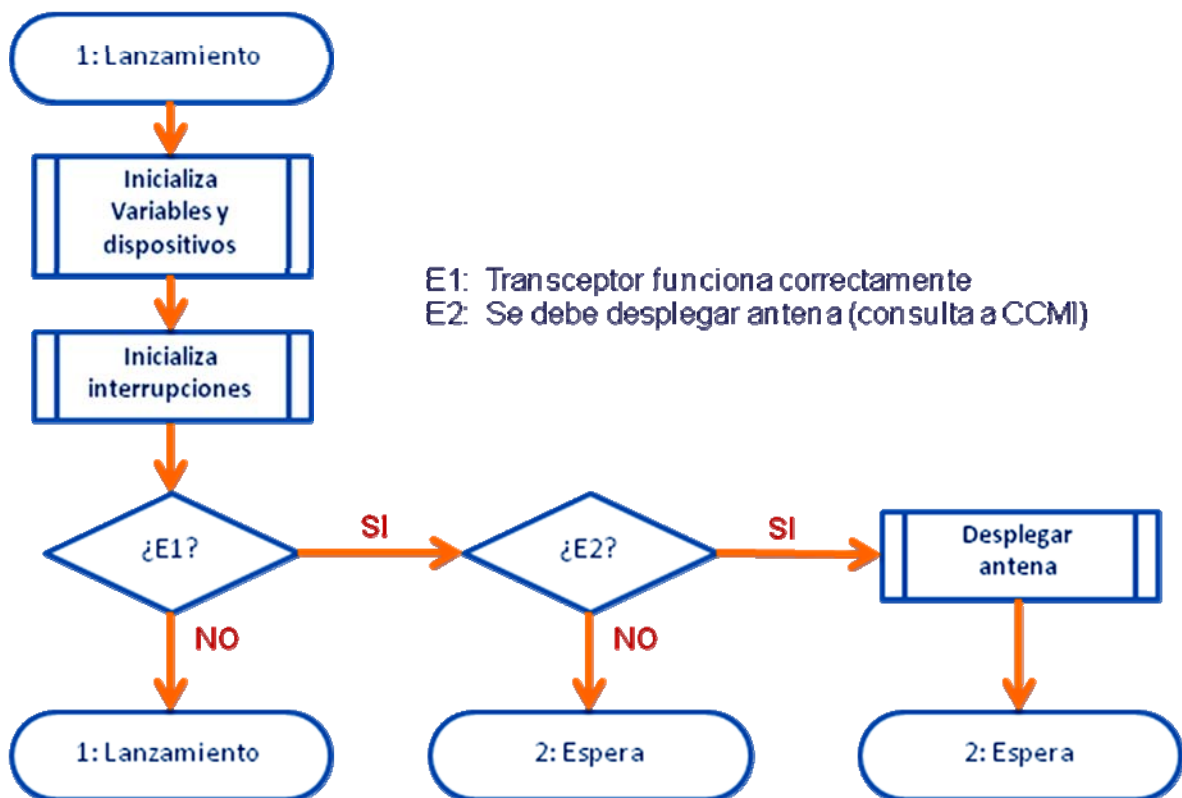 1: Lanzamiento
Inicializa
Variables y
dispositivos
E1: Transceptor funciona correctamente
E2: Se debe desplegar antena (consulta a CCMI)
Inicializa
interrupciones
¿E1?
SI
¿E2?
SI
Desplegar
antena
NO
NO
1: Lanzamiento
2: Espera
2: Espera